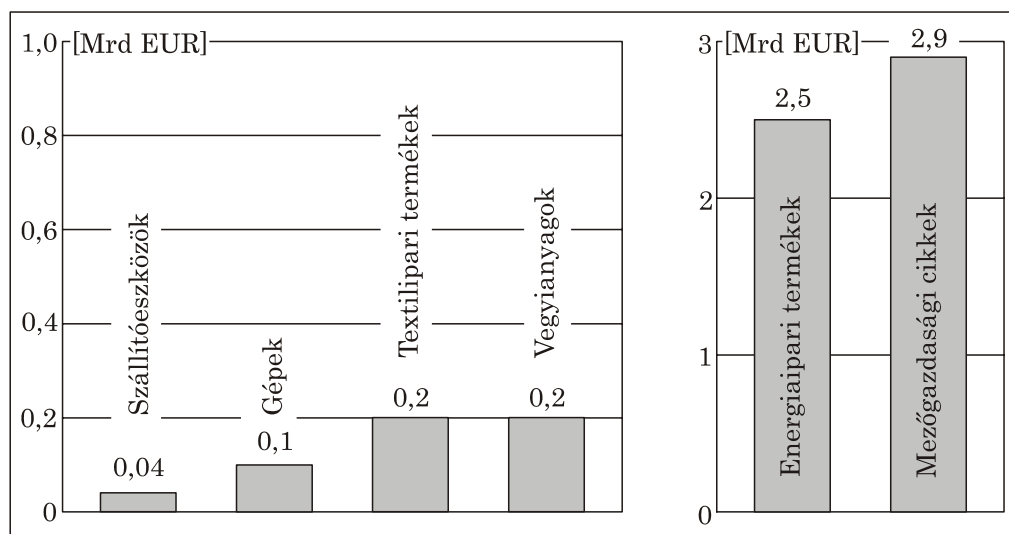 1,0
[Mrd EUR]
0,8
0,6
0,4
0,2
0
Szállítóeszközök
0,04
Gépek
0,1
Textilipari termékek
0,2
Vegyianyagok
0,2
3
[Mrd EUR]
2
1
0
2,5
Energiaipari termékek
2,9
Mezőgazdasági cikkek